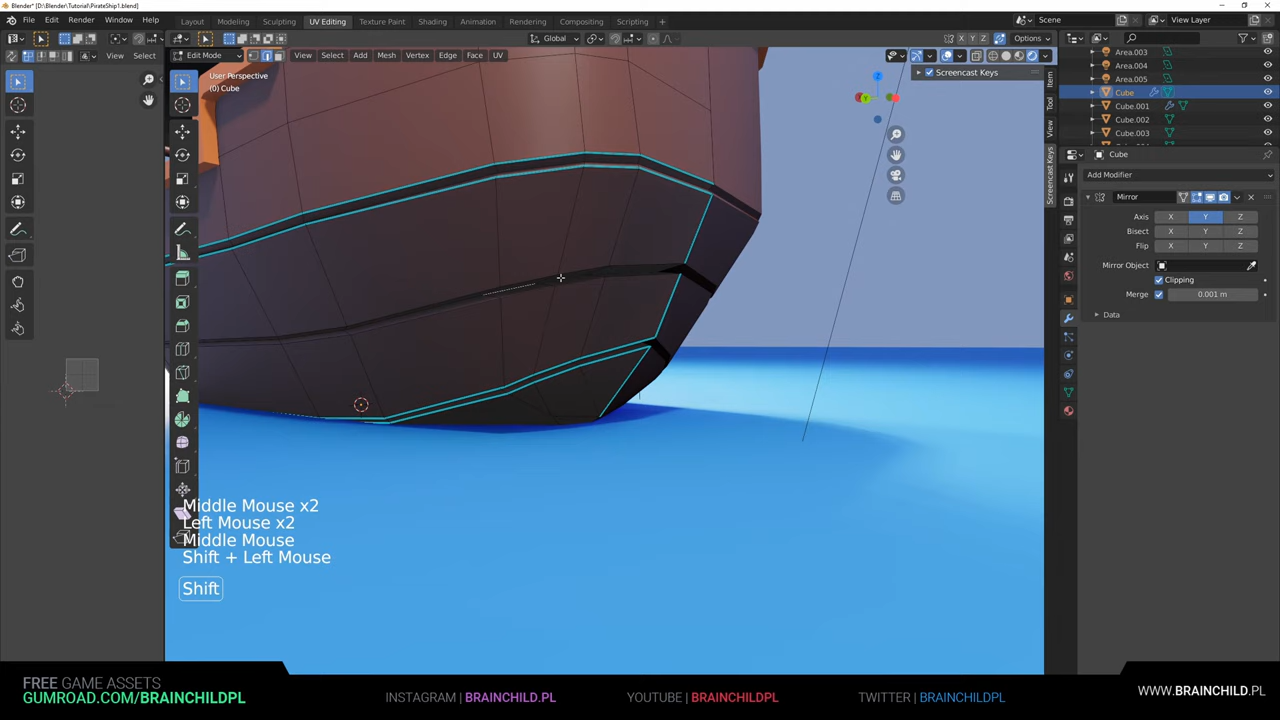 Blender* [D:\Blender\Tutorial\PirateShip1.blend]
File Edit Render Window Help
Layout Modeling Sculpting UV Editing Texture Paint Shading Animation Rendering Compositing Scripting
Scene
View Layer
View Select
Global
Options
Edit Mode
View Select Add Mesh Vertex Edge Face UV
User Perspective
(0) Cube
Screencast Keys
Item
Tool
View
Screencast Keys
Area.003
Area.004
Area.005
Cube
Cube.001
Cube.002
Cube.003
Cube
Add Modifier
Mirror
Axis X Y Z
Bisect X Y Z
Flip X Y Z
Mirror Object
Clipping
Merge 0.001 m
Data
X Y Z
Middle Mouse x2
Left Mouse x2
Middle Mouse
Shift + Left Mouse
Shift
FREE GAME ASSETS
GUMROAD.COM/BRAINCHILDPL
INSTAGRAM | BRAINCHILD.PL
YOUTUBE | BRAINCHILDPL
TWITTER | BRAINCHILDPL
WWW.BRAINCHILD.PL